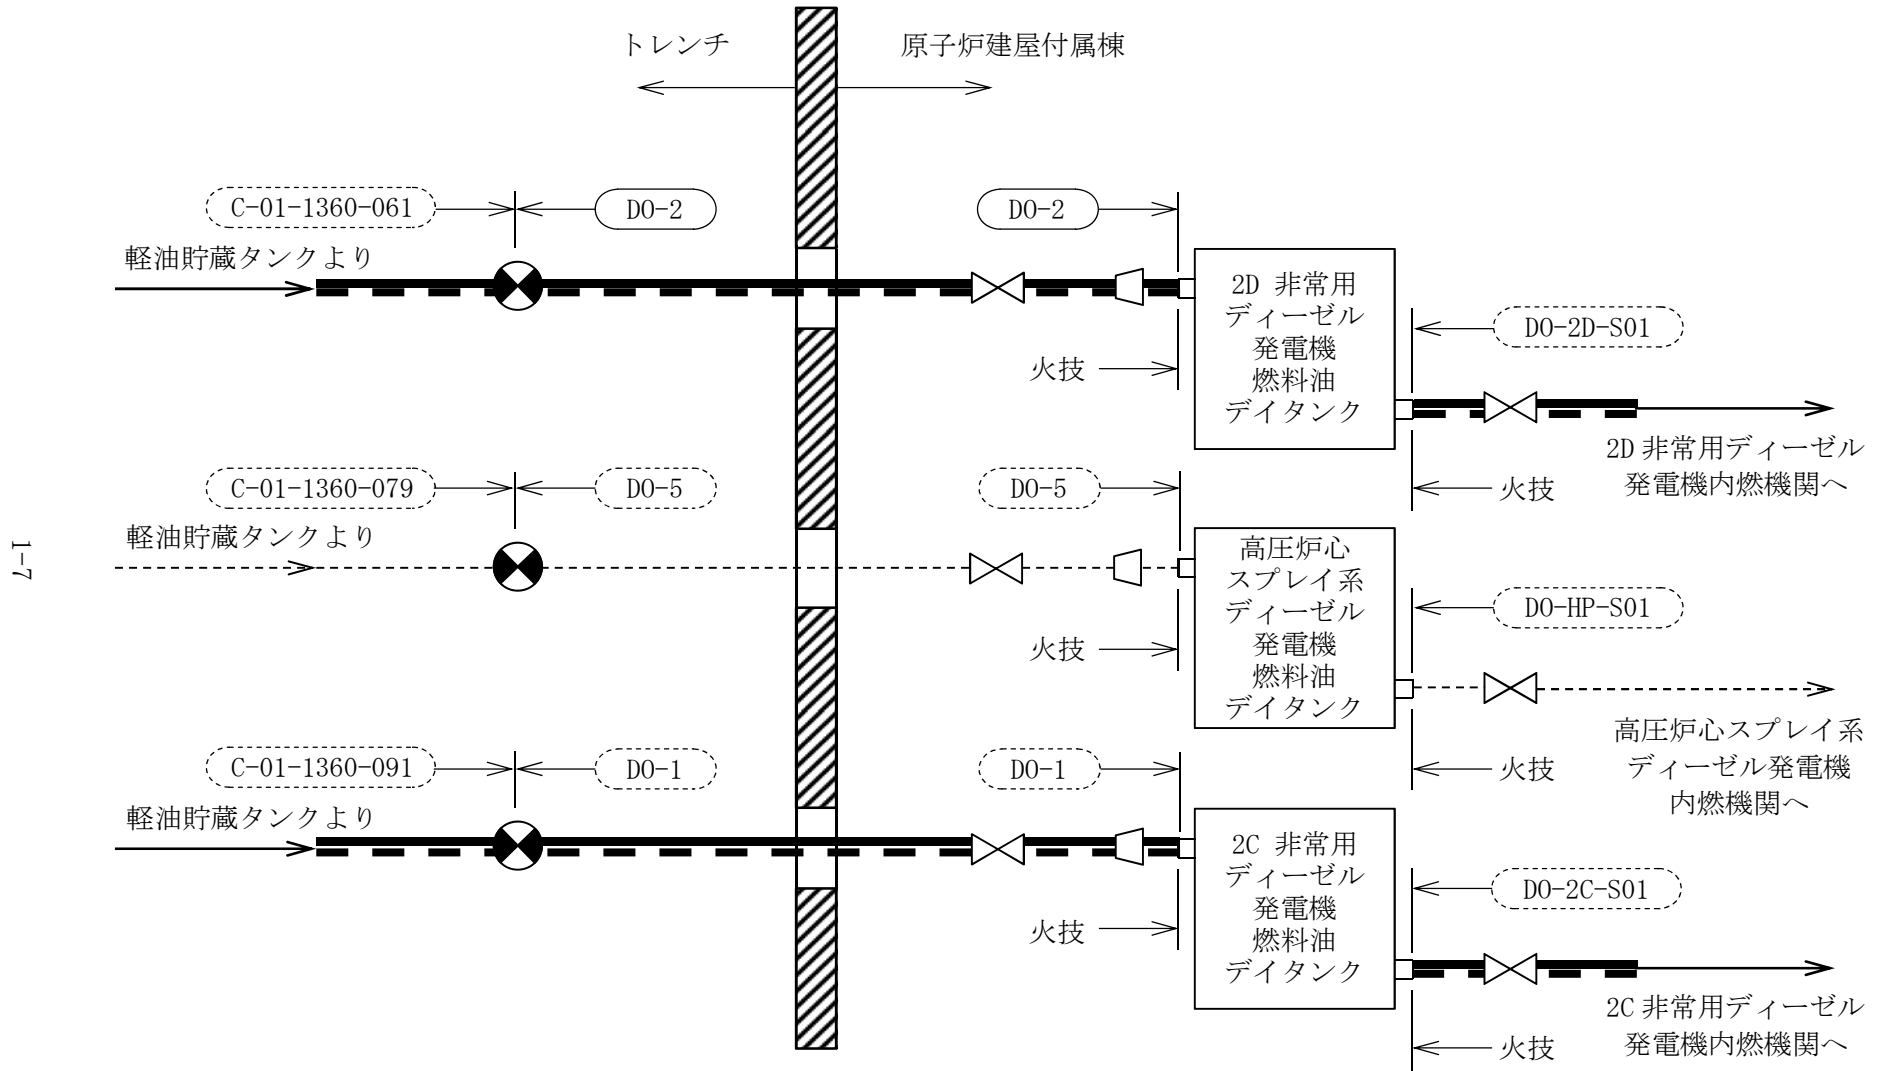 トレンチ
原子炉建屋付属棟
C-01-1360-061
DO-2
DO-2
軽油貯蔵タンクより
2D 非常用
ディーゼル
発電機
燃料油
デイタンク
火技
DO-2D-S01
2D 非常用ディーゼル
発電機内燃機関へ
火技
C-01-1360-079
DO-5
DO-5
軽油貯蔵タンクより
高圧炉心
スプレイ系
ディーゼル
発電機
燃料油
デイタンク
火技
DO-HP-S01
高圧炉心スプレイ系
ディーゼル発電機
内燃機関へ
火技
C-01-1360-091
DO-1
DO-1
軽油貯蔵タンクより
2C 非常用
ディーゼル
発電機
燃料油
デイタンク
火技
DO-2C-S01
2C 非常用ディーゼル
発電機内燃機関へ
火技
1-7